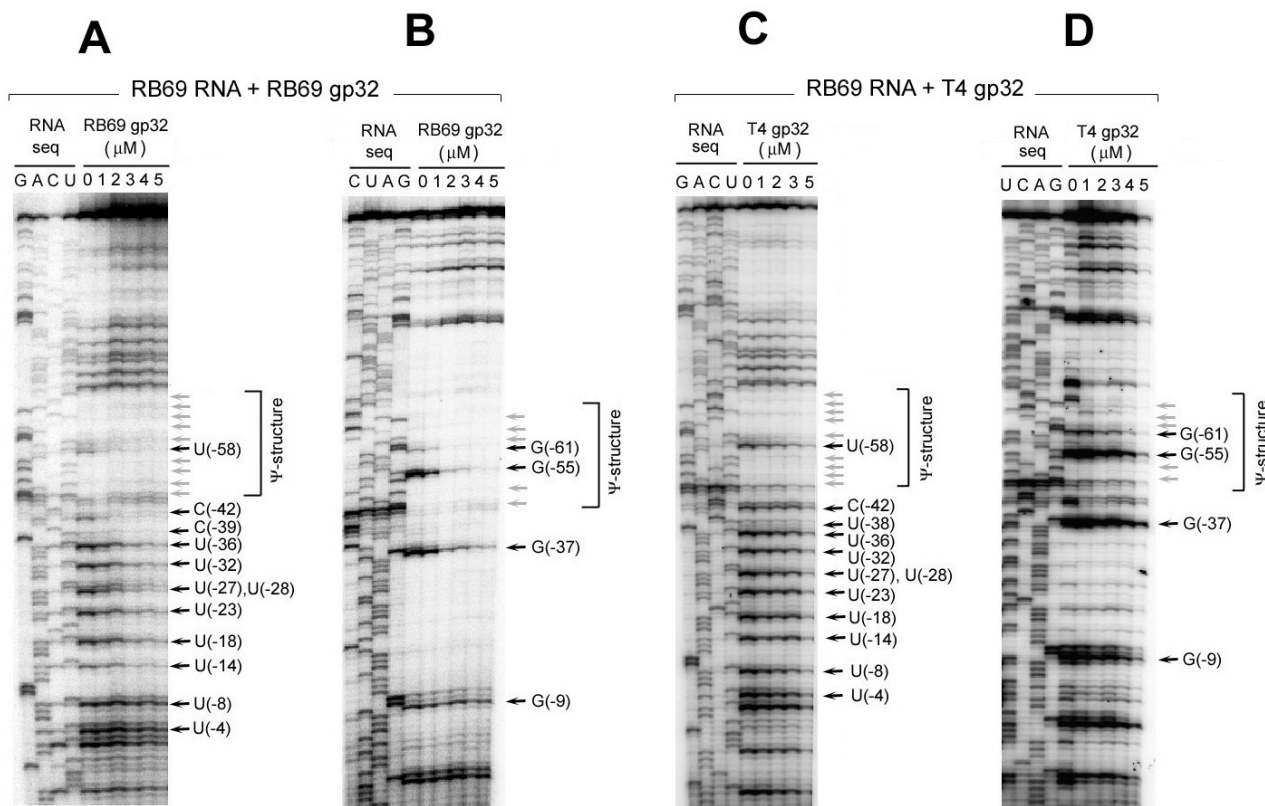 A B C D
RB69 RNA + RB69 gp32
RB69 RNA + T4 gp32
RNA seq
RB69 gp32 (μM)
G A C U 0 1 2 3 4 5
U(-58)
Ψ-structure
C(-42)
C(-39)
U(-36)
U(-32)
U(-27),U(-28)
U(-23)
U(-18)
U(-14)
U(-8)
U(-4)
RNA seq
RB69 gp32 (μM)
C U A G 0 1 2 3 4 5
G(-61)
G(-55)
Ψ-structure
G(-37)
G(-9)
RNA seq
T4 gp32 (μM)
G A C U 0 1 2 3 5
U(-58)
Ψ-structure
C(-42)
U(-38)
U(-36)
U(-32)
U(-27), U(-28)
U(-23)
U(-18)
U(-14)
U(-8)
U(-4)
RNA seq
T4 gp32 (μM)
U C A G 0 1 2 3 4 5
G(-61)
G(-55)
Ψ-structure
G(-37)
G(-9)